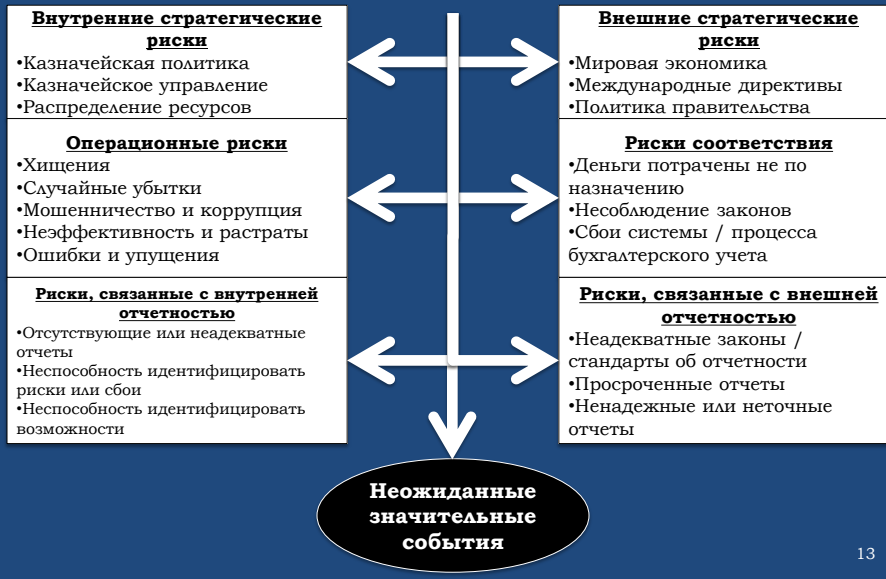 Внутренние стратегические
риски
•Казначейская политика
•Казначейское управление
•Распределение ресурсов
Операционные риски
•Хищения
•Случайные убытки
•Мошенничество и коррупция
•Неэффективность и растраты
•Ошибки и упущения
Риски, связанные с внутренней
отчетностью
•Отсутствующие или неадекватные
отчеты
•Неспособность идентифицировать
риски или сбои
•Неспособность идентифицировать
возможности
Внешние стратегические
риски
•Мировая экономика
•Международные директивы
•Политика правительства
Риски соответствия
•Деньги потрачены не по
назначению
•Несоблюдение законов
•Сбои системы / процесса
бухгалтерского учета
Риски, связанные с внешней
отчетностью
•Неадекватные законы /
стандарты об отчетности
•Просроченные отчеты
•Ненадежные или неточные
отчеты
Неожиданные
значительные
события
13